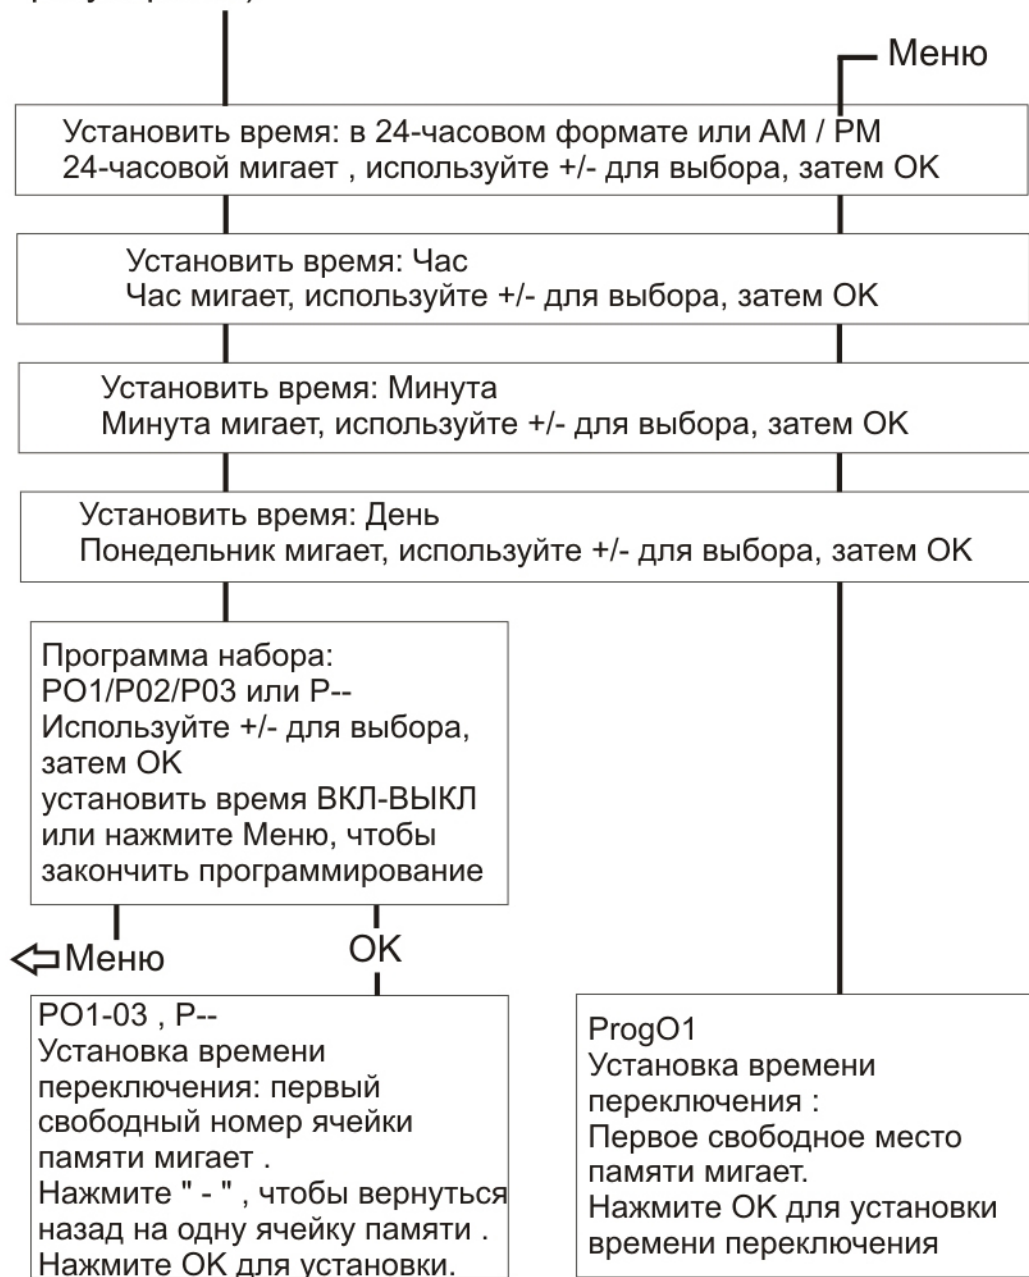 Меню
Установить время: в 24-часовом формате или AM / PM
24-часовой мигает , используйте +/- для выбора, затем OK
Установить время: Час
Час мигает, используйте +/- для выбора, затем OK
Установить время: Минута
Минута мигает, используйте +/- для выбора, затем OK
Установить время: День
Понедельник мигает, используйте +/- для выбора, затем OK
Программа набора:
PO1/P02/P03 или P--
Используйте +/- для выбора,
затем OK
установить время ВКЛ-ВЫКЛ
или нажмите Меню, чтобы
закончить программирование
Меню
OK
PO1-03 , P--
Установка времени
переключения: первый
свободный номер ячейки
памяти мигает .
Нажмите " - " , чтобы вернуться
назад на одну ячейку памяти .
Нажмите OK для установки.
ProgO1
Установка времени
переключения :
Первое свободное место
памяти мигает.
Нажмите OK для установки
времени переключения